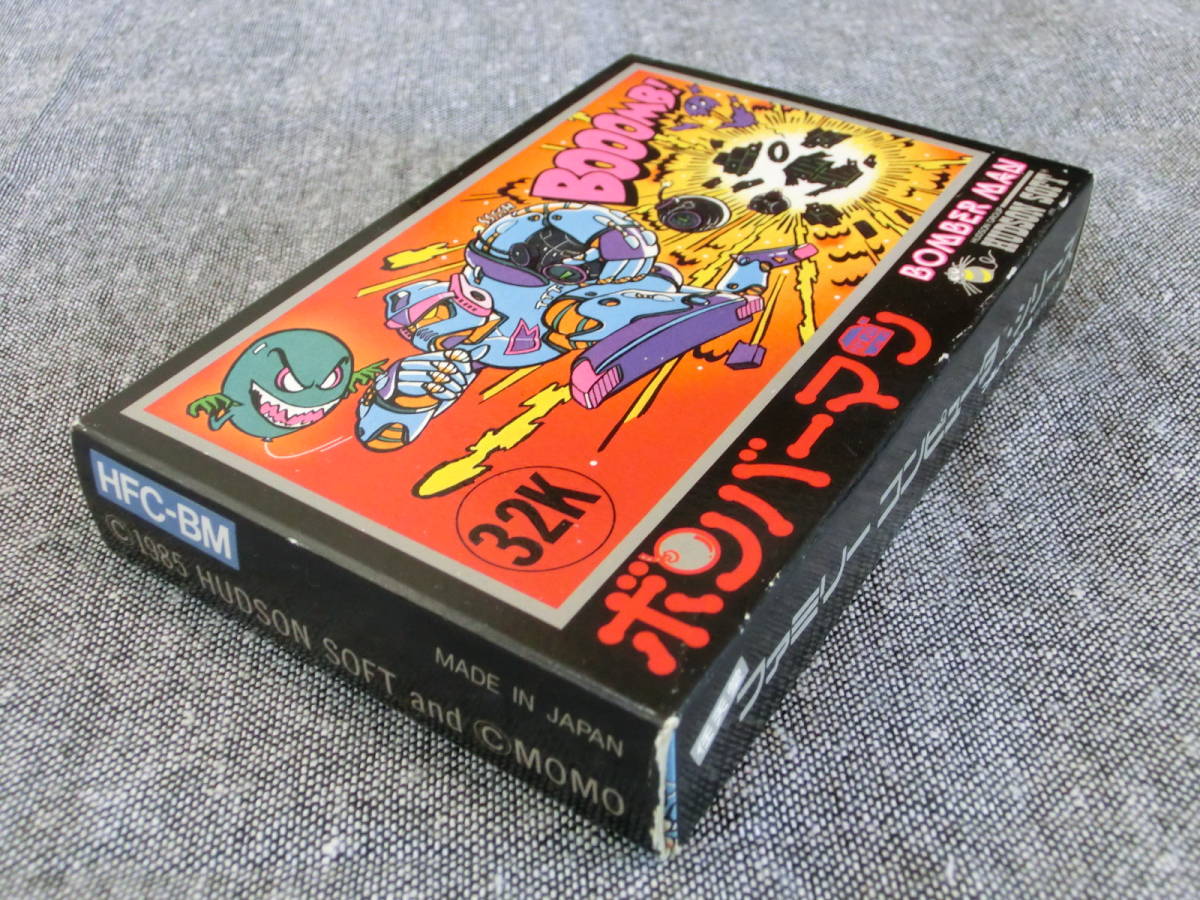 BOOOMB!
32K
ボンバーマン
BOMBER MAN
HUDSON SOFT
HFC-BM
©1985 HUDSON SOFT and ©MOMO
MADE IN JAPAN
ファミリーコンピュータ